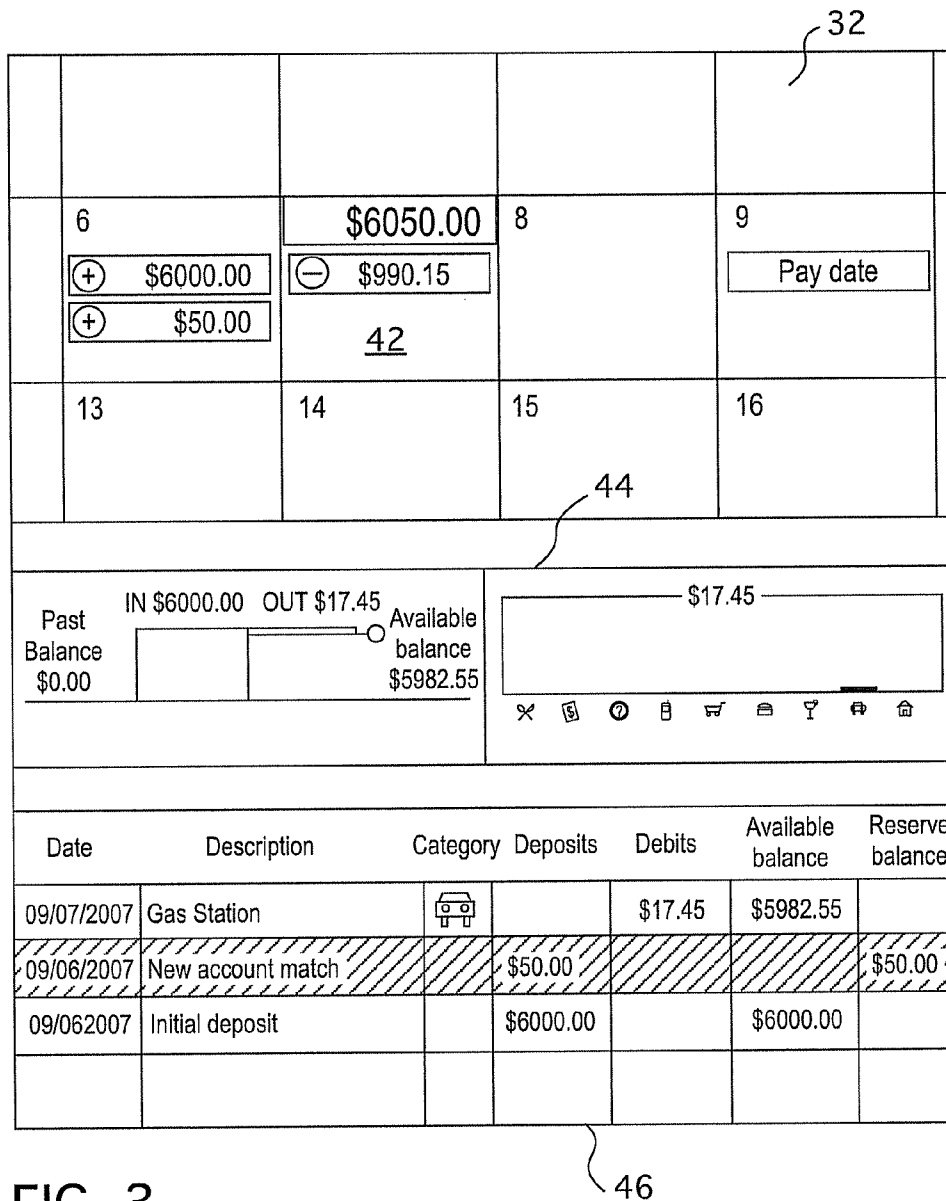 32
6
$6050.00
8
9
$6000.00
$990.15
Pay date
$50.00
42
13
14
15
16
44
Past
Balance
$0.00
IN $6000.00 OUT $17.45
Available
balance
$5982.55
$17.45
Date Description Category Deposits Debits Available balance Reserve balance
09/07/2007 Gas Station $17.45 $5982.55
09/06/2007 New account match $50.00 $50.00
09/062007 Initial deposit $6000.00 $6000.00
46
FIG. 3